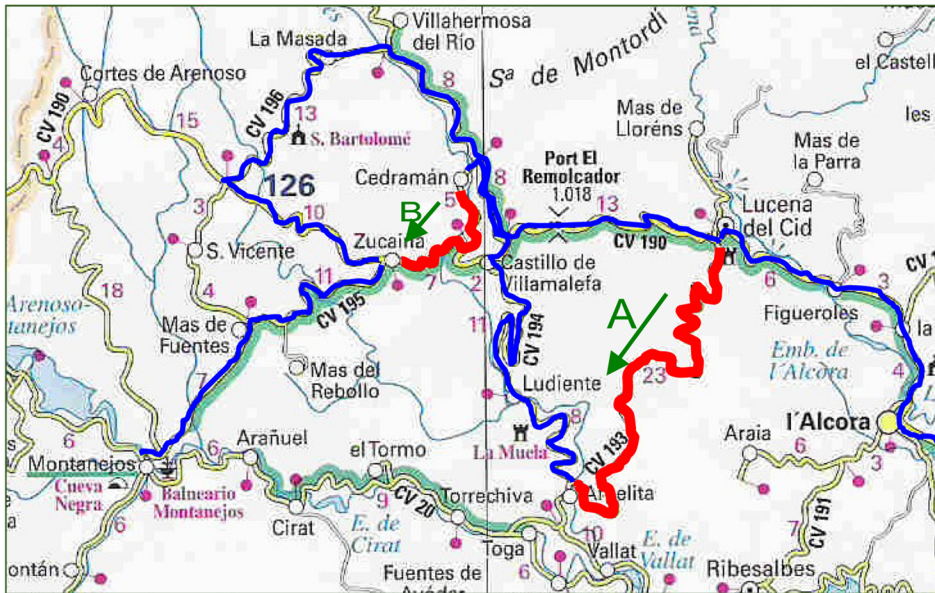 Villahermosa
del Río
La Masada
Sª de Montordí
el Castell
Cortes de Arenoso
CV 190
CV 196
8
15
13
4
S. Bartolomé
Mas de
Lloréns
les
Mas de
la Parra
126
Cedramán
8
Port El
Remolcador
1.018
13
Lucena
del Cid
5
B
3
10
S. Vicente
Zucaina
CV 190
Castillo de
Villamalefa
7
2
11
CV 195
18
4
6
3
Figueroles
la
Arenoso-
tanejos
Mas de
Fuentes
11
CV 194
A
Emb. de
l'Alcora
4
Mas del
Rebollo
7
Ludiente
23
8
l'Alcora
La Muela
CV 193
Araia
6
3
6
Montanejos
6
Arañuel
el Tormo
Cueva
Negra
Balneario
Montanejos
9
CV 20
Torrechiva
Argelita
Cirat
E. de
Cirat
10
7
CV 191
6
Toga
Vallat
E. de
Vallat
ontán
Fuentes de
6
Ribesalbes